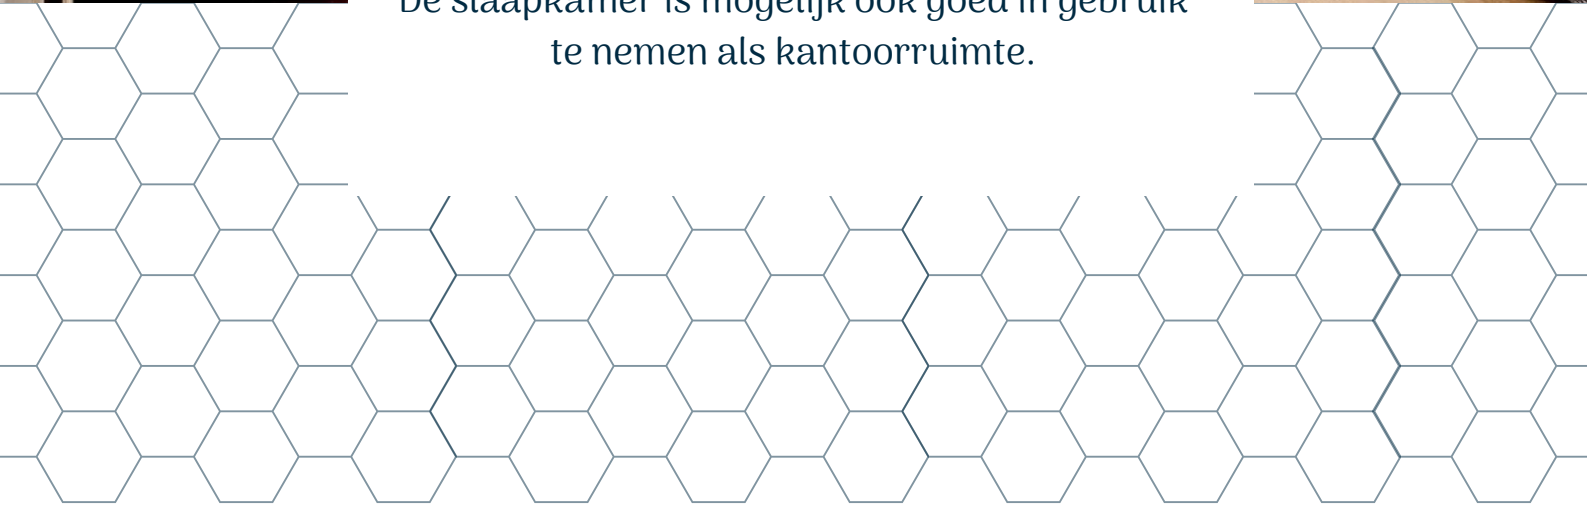 De slaapkamer is mogelijk ook goed in gebruik
te nemen als kantoorruimte.